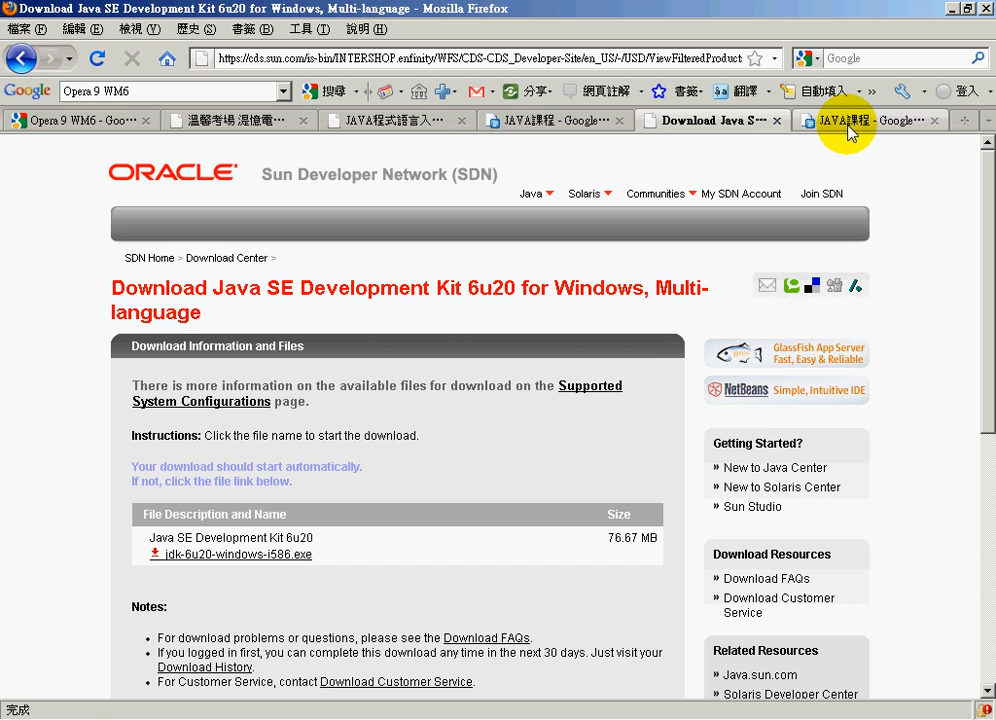 Download Java SE Development Kit 6u20 for Windows, Multi-language - Mozilla Firefox
檔案 (F) 編輯 (E) 檢視 (V) 歷史 (S) 書籤 (B) 工具 (T) 說明 (H)
https://cds.sun.com/is-bin/INTERSHOP.enfinity/WFS/CDS-CDS_Developer-Site/en_US/-/USD/ViewFilteredProduct Google
Google Opera 9 WM6 搜尋 分享 網頁註解 書籤 翻譯 自動填入 » 登入
Opera 9 WM6 - Goo··· 溫馨考場 濕憶電··· JAVA程式語言入··· JAVA課程 - Google··· Download Java S··· JAVA課程 - Google···
ORACLE Sun Developer Network (SDN)
Java Solaris Communities My SDN Account Join SDN
SDN Home > Download Center >
Download Java SE Development Kit 6u20 for Windows, Multi-
language
Download Information and Files
There is more information on the available files for download on the Supported
System Configurations page.
Instructions: Click the file name to start the download.
Your download should start automatically.
If not, click the file link below.
File Description and Name Size
Java SE Development Kit 6u20 76.67 MB
jdk-6u20-windows-i586.exe
Notes:
• For download problems or questions, please see the Download FAQs.
• If you logged in first, you can complete this download any time in the next 30 days. Just visit your
Download History.
• For Customer Service, contact Download Customer Service.
GlassFish App Server
Fast, Easy & Reliable
NetBeans Simple, Intuitive IDE
Getting Started?
» New to Java Center
» New to Solaris Center
» Sun Studio
Download Resources
» Download FAQs
» Download Customer
Service
Related Resources
» Java.sun.com
» Solaris Developer Center
完成